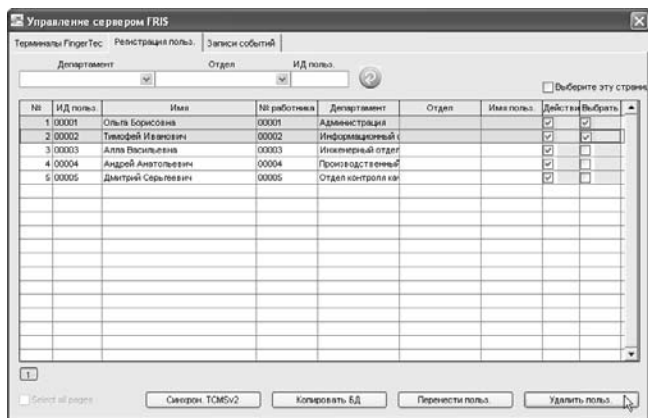 Управление сервером FRIS
Терминалы FingerTec Регистрация польз. Записи событий
Департамент Отдел ИД польз.
Выберите эту страниц
№ ИД польз. Имя № работника Департамент Отдел Имя польз. Действи Выбрать
1 00001 Ольга Борисовна 00001 Администрация
2 00002 Тимофей Иванович 00002 Информационный о
3 00003 Алла Васильевна 00003 Инженерный отдел
4 00004 Андрей Анатольевич 00004 Производственный
5 00005 Дмитрий Сергеевич 00005 Отдел контроля кач
1
Select all pages Синхрон. TCMSv2 Копировать БД Перенести польз. Удалить польз.